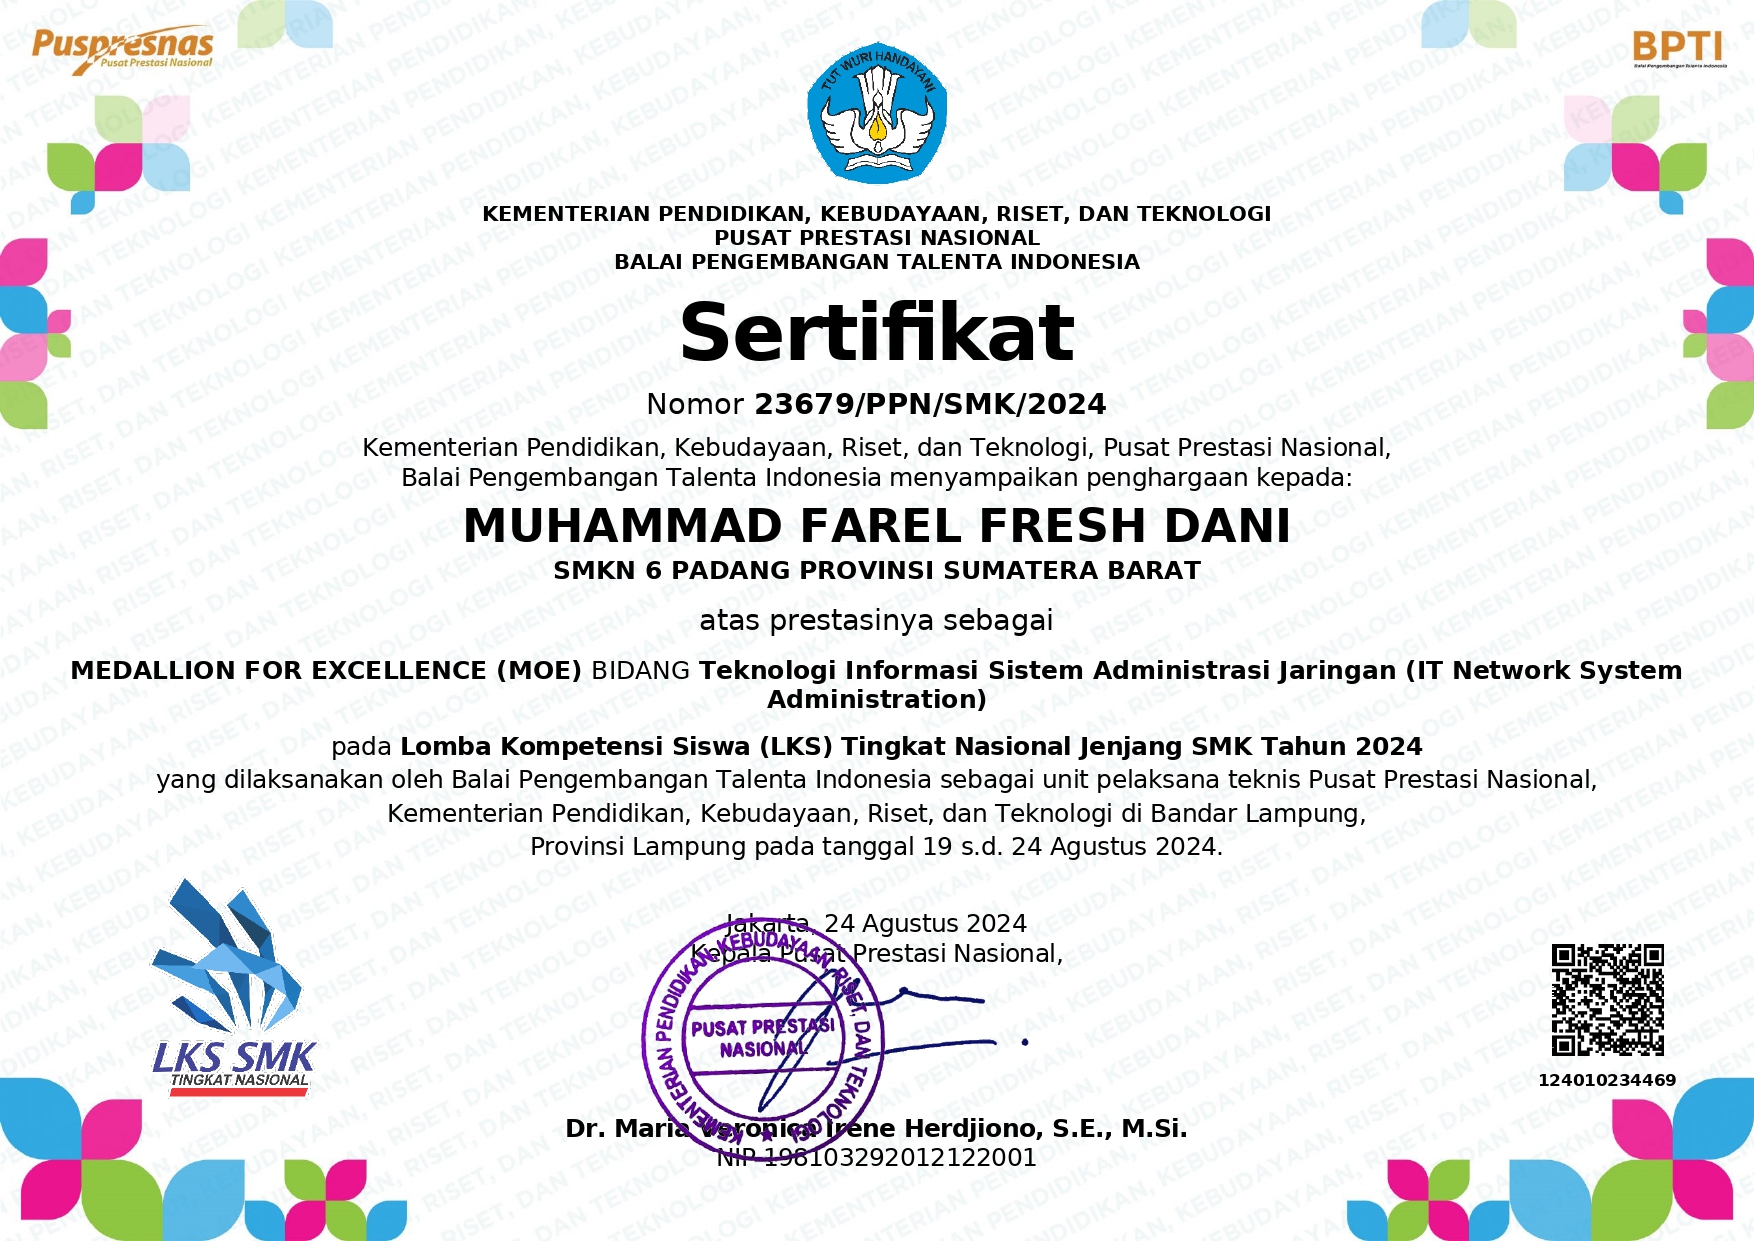 Puspresnas
Pusat Prestasi Nasional
BPTI
Balai Pengembangan Talenta Indonesia
TUT WURI HANDAYANI
KEMENTERIAN PENDIDIKAN, KEBUDAYAAN, RISET, DAN TEKNOLOGI
PUSAT PRESTASI NASIONAL
BALAI PENGEMBANGAN TALENTA INDONESIA
Sertifikat
Nomor 23679/PPN/SMK/2024
Kementerian Pendidikan, Kebudayaan, Riset, dan Teknologi, Pusat Prestasi Nasional,
Balai Pengembangan Talenta Indonesia menyampaikan penghargaan kepada:
MUHAMMAD FAREL FRESH DANI
SMKN 6 PADANG PROVINSI SUMATERA BARAT
atas prestasinya sebagai
MEDALLION FOR EXCELLENCE (MOE) BIDANG Teknologi Informasi Sistem Administrasi Jaringan (IT Network System
Administration)
pada Lomba Kompetensi Siswa (LKS) Tingkat Nasional Jenjang SMK Tahun 2024
yang dilaksanakan oleh Balai Pengembangan Talenta Indonesia sebagai unit pelaksana teknis Pusat Prestasi Nasional,
Kementerian Pendidikan, Kebudayaan, Riset, dan Teknologi di Bandar Lampung,
Provinsi Lampung pada tanggal 19 s.d. 24 Agustus 2024.
Jakarta, 24 Agustus 2024
Kepala Pusat Prestasi Nasional,
KEMENTERIAN PENDIDIKAN, KEBUDAYAAN, RISET, DAN TEKNOLOGI
PUSAT PRESTASI
NASIONAL
LKS SMK
TINGKAT NASIONAL
124010234469
Dr. Maria Veronica Irene Herdjiono, S.E., M.Si.
NIP 198103292012122001